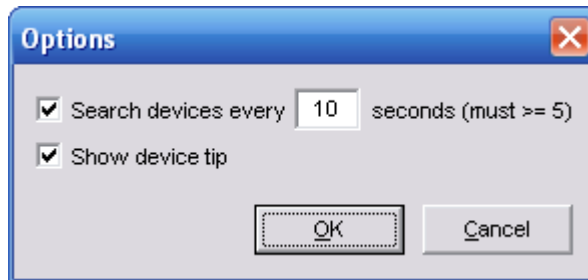 Options
Search devices every 10 seconds (must >= 5)
Show device tip
OK Cancel